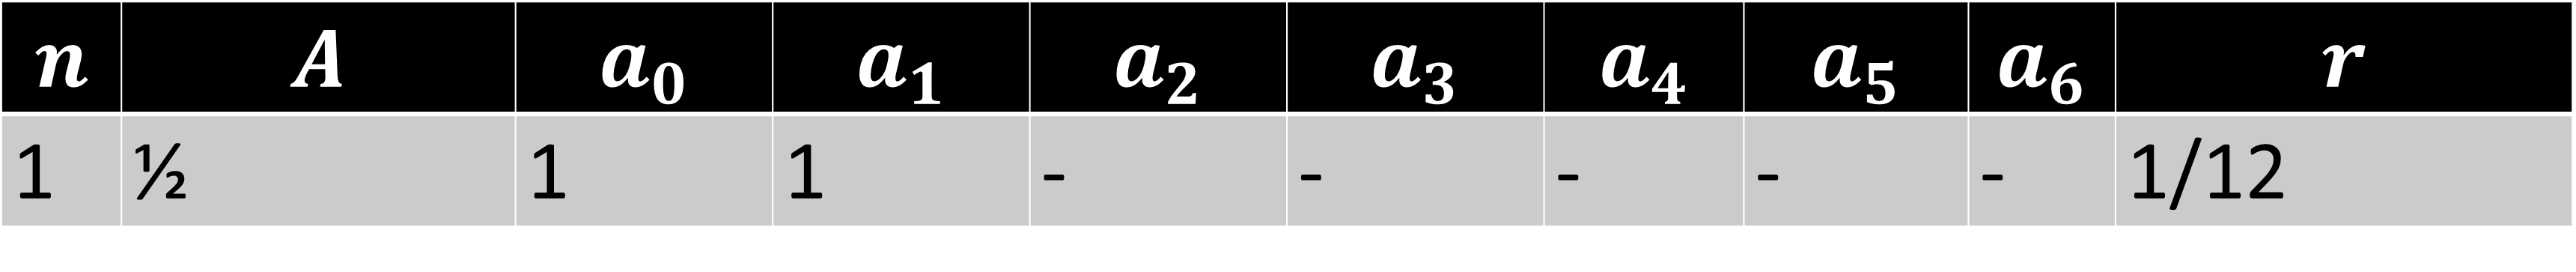 n A a₀ a₁ a₂ a₃ a₄ a₅ a₆ r
1 ½ 1 1 - - - - - 1/12